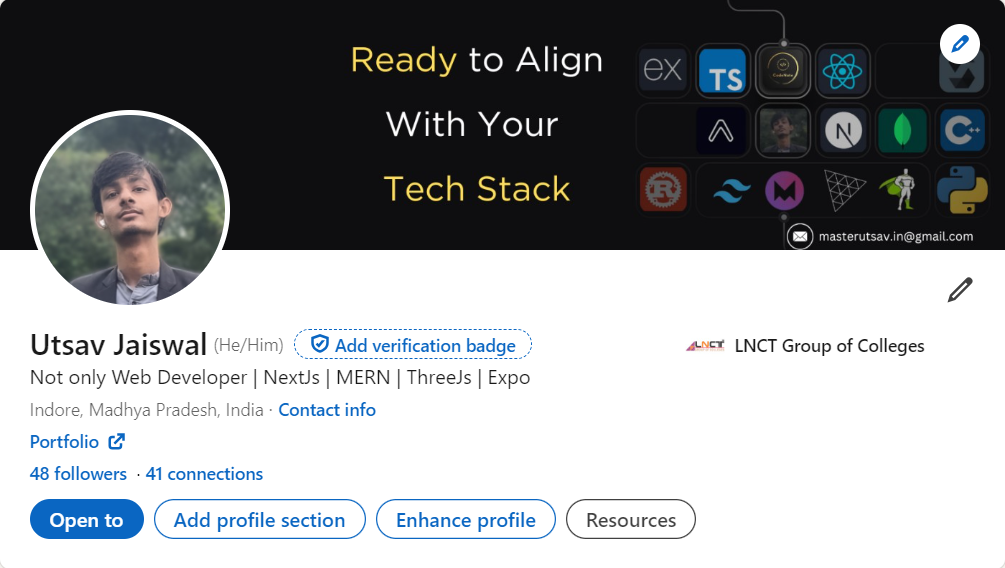 Ready to Align
With Your
Tech Stack
ex
TS
N
C++
R
M
masterutsav.in@gmail.com
Utsav Jaiswal (He/Him) Add verification badge
LNCT LNCT Group of Colleges
Not only Web Developer | NextJs | MERN | ThreeJs | Expo
Indore, Madhya Pradesh, India · Contact info
Portfolio
48 followers · 41 connections
Open to Add profile section Enhance profile Resources